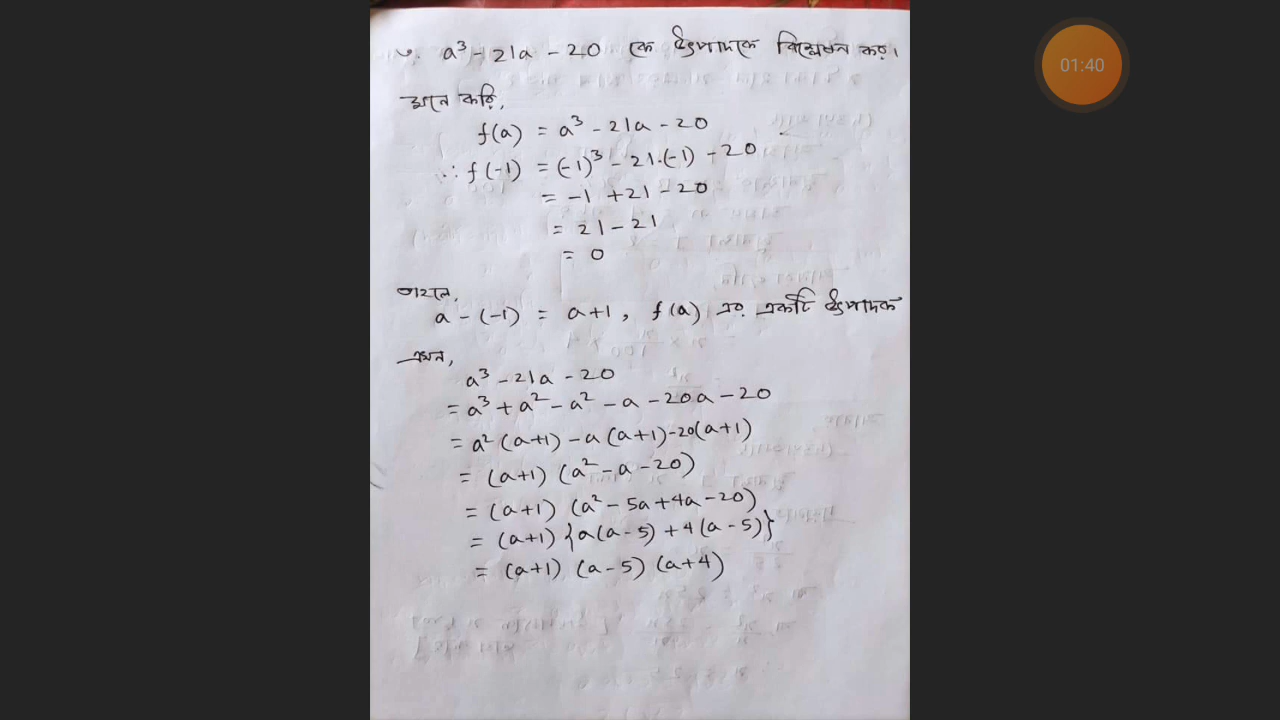 ৩. a³ - 21a - 20 কে উৎপাদকে বিশ্লেষন কর।
01:40
মনে করি,
f(a) = a³ - 21a - 20
∴ f(-1) = (-1)³ - 21.(-1) - 20
= -1 + 21 - 20
= 21 - 21
= 0
তাহলে,
a - (-1) = a+1, f(a) এর একটি উৎপাদক
এখন,
a³ - 21a - 20
= a³ + a² - a² - a - 20a - 20
= a² (a+1) - a (a+1) -20(a+1)
= (a+1) (a² - a - 20)
= (a+1) (a² - 5a + 4a - 20)
= (a+1) {a(a - 5) + 4(a - 5)}
= (a+1) (a - 5) (a+4)